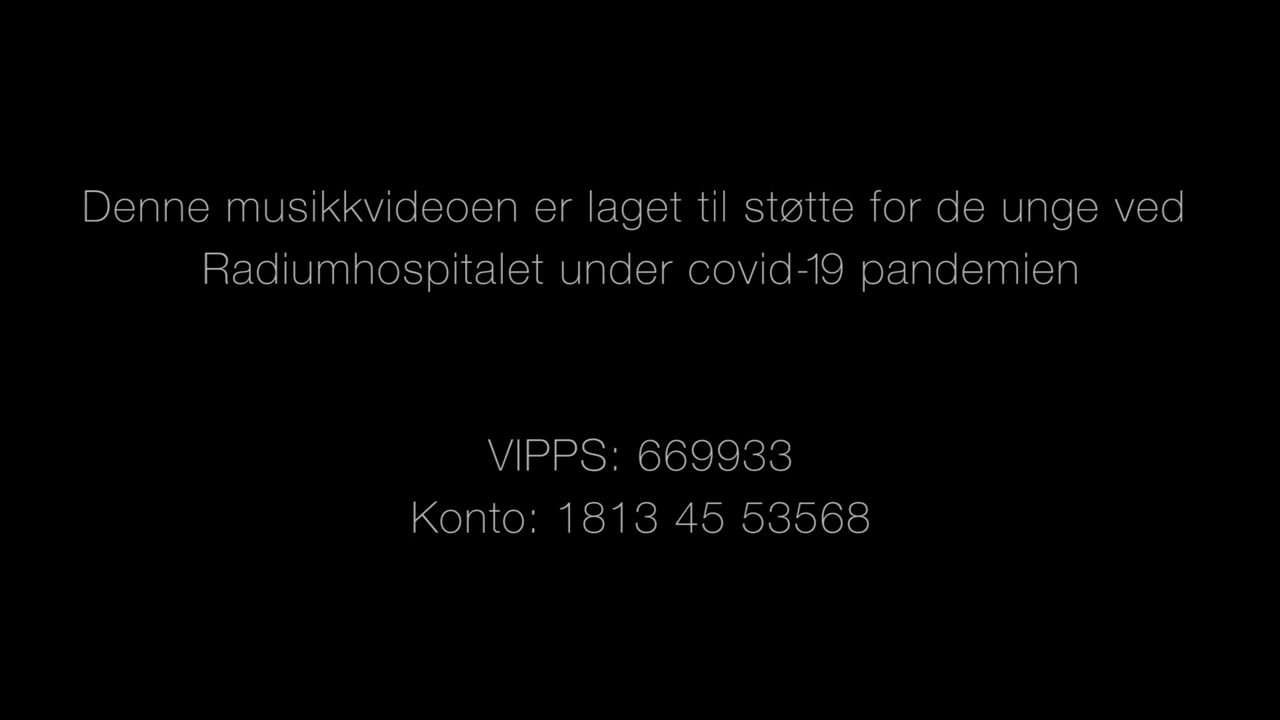 Denne musikkvideoen er laget til støtte for de unge ved
Radiumhospitalet under covid-19 pandemien
VIPPS: 669933
Konto: 1813 45 53568